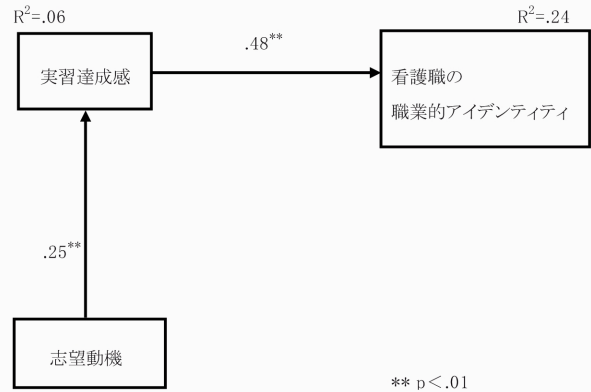 R²=.06
R²=.24
.48**
実習達成感
看護職の
職業的アイデンティティ
.25**
志望動機
** p<.01